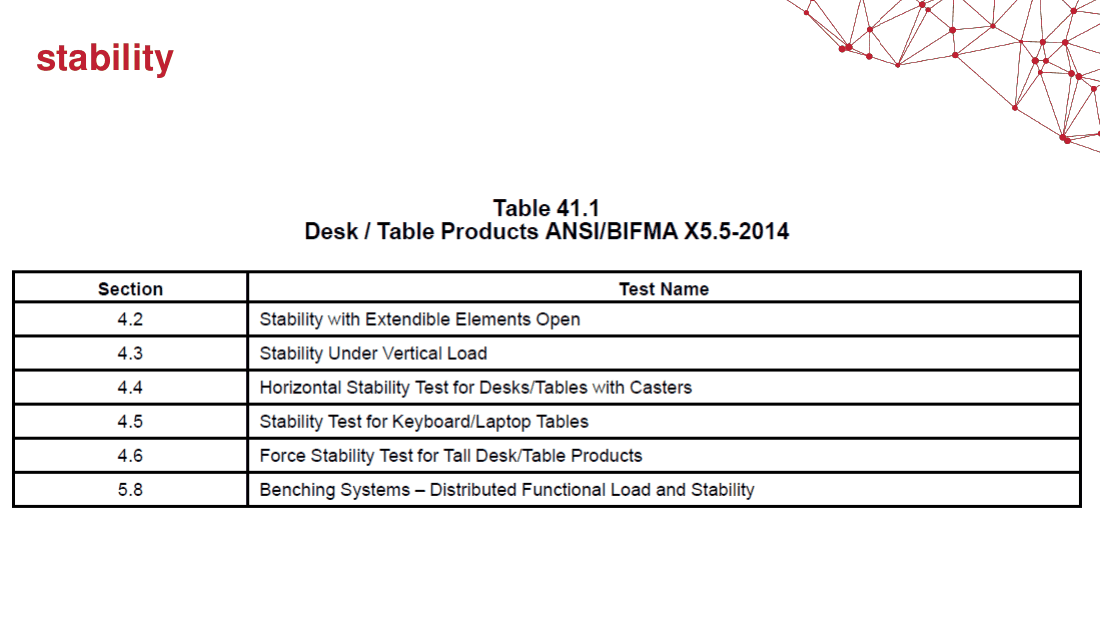 stability
Table 41.1
Desk / Table Products ANSI/BIFMA X5.5-2014
Section Test Name
4.2 Stability with Extendible Elements Open
4.3 Stability Under Vertical Load
4.4 Horizontal Stability Test for Desks/Tables with Casters
4.5 Stability Test for Keyboard/Laptop Tables
4.6 Force Stability Test for Tall Desk/Table Products
5.8 Benching Systems – Distributed Functional Load and Stability